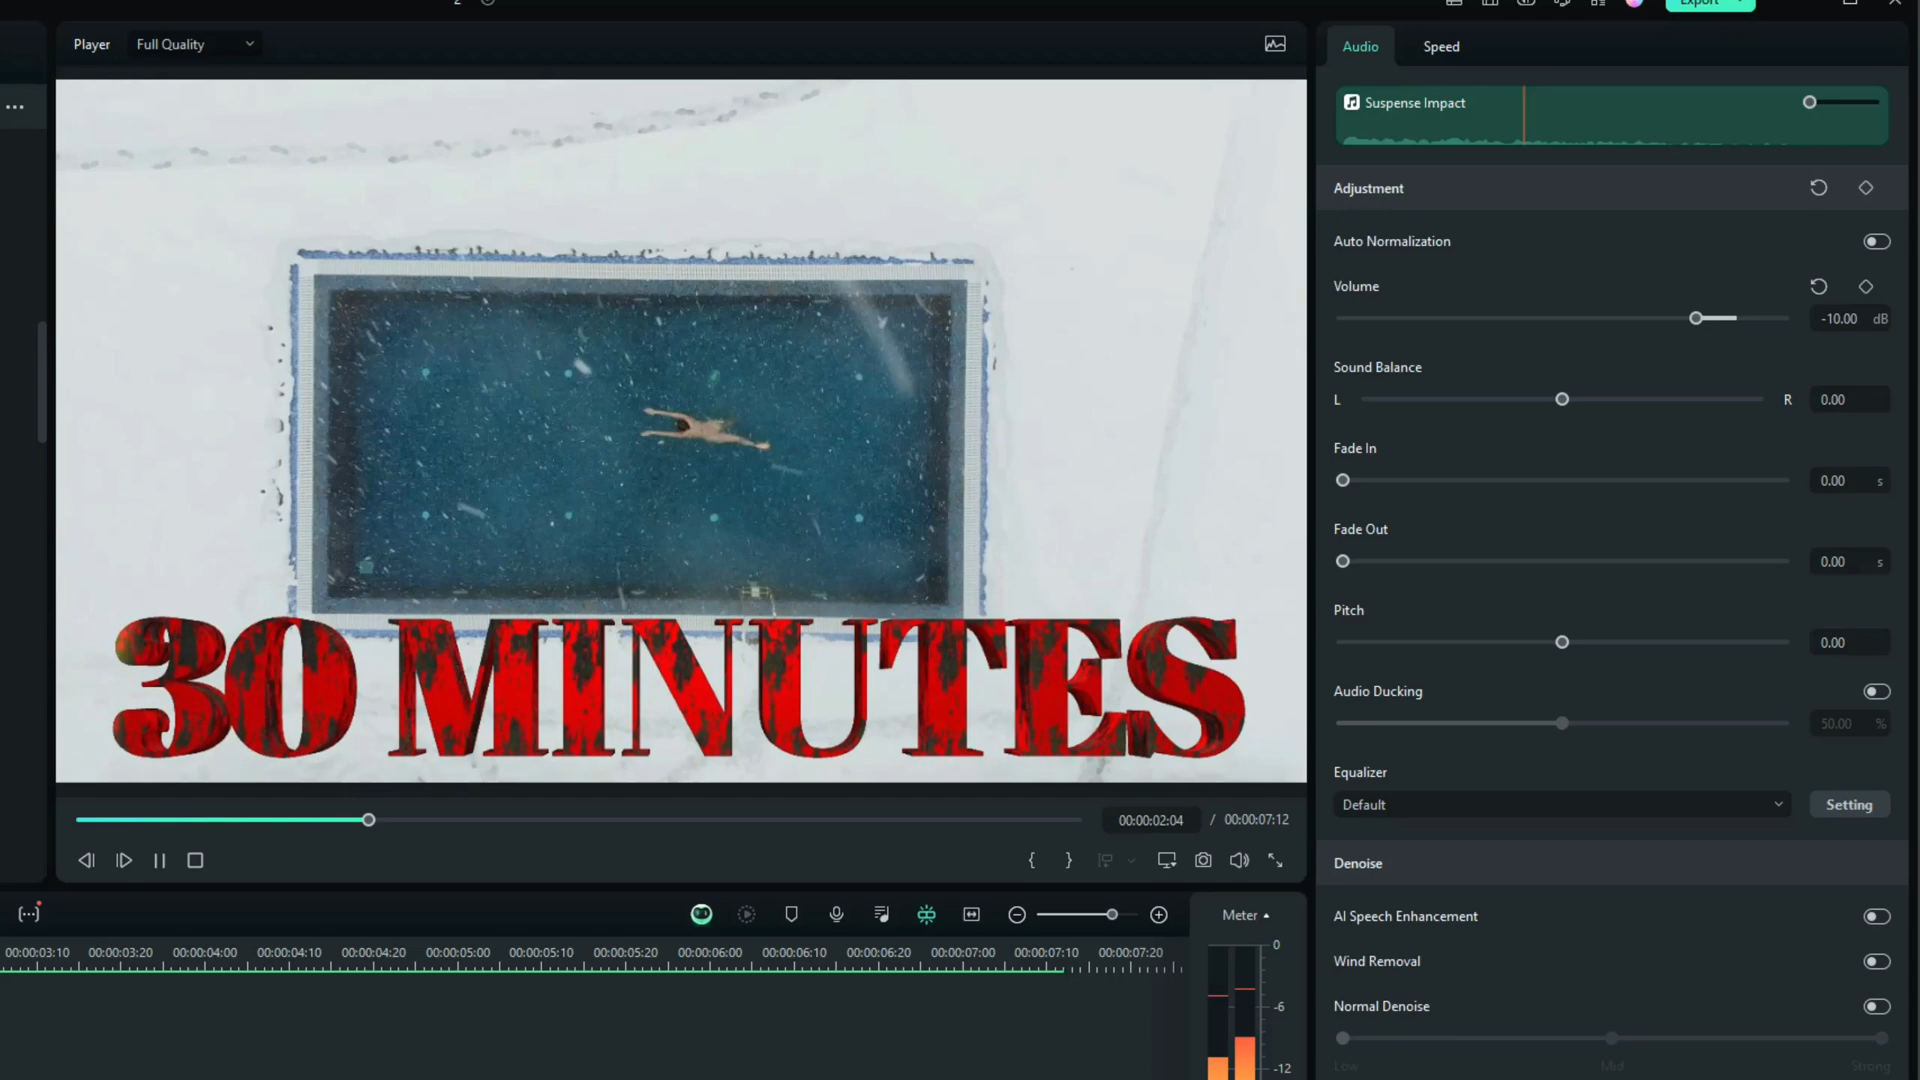 2
Export
Player
Full Quality
Audio
Speed
Suspense Impact
Adjustment
Auto Normalization
Volume
-10.00 dB
Sound Balance
L
R
0.00
Fade In
0.00 s
Fade Out
0.00 s
Pitch
0.00
Audio Ducking
50.00 %
Equalizer
Default
Setting
Denoise
AI Speech Enhancement
Wind Removal
Normal Denoise
Low
Mid
Strong
30 MINUTES
00:00:02:04 / 00:00:07:12
{ }
Meter
00:00:03:10 00:00:03:20 00:00:04:00 00:00:04:10 00:00:04:20 00:00:05:00 00:00:05:10 00:00:05:20 00:00:06:00 00:00:06:10 00:00:06:20 00:00:07:00 00:00:07:10 00:00:07:20
0
-6
-12